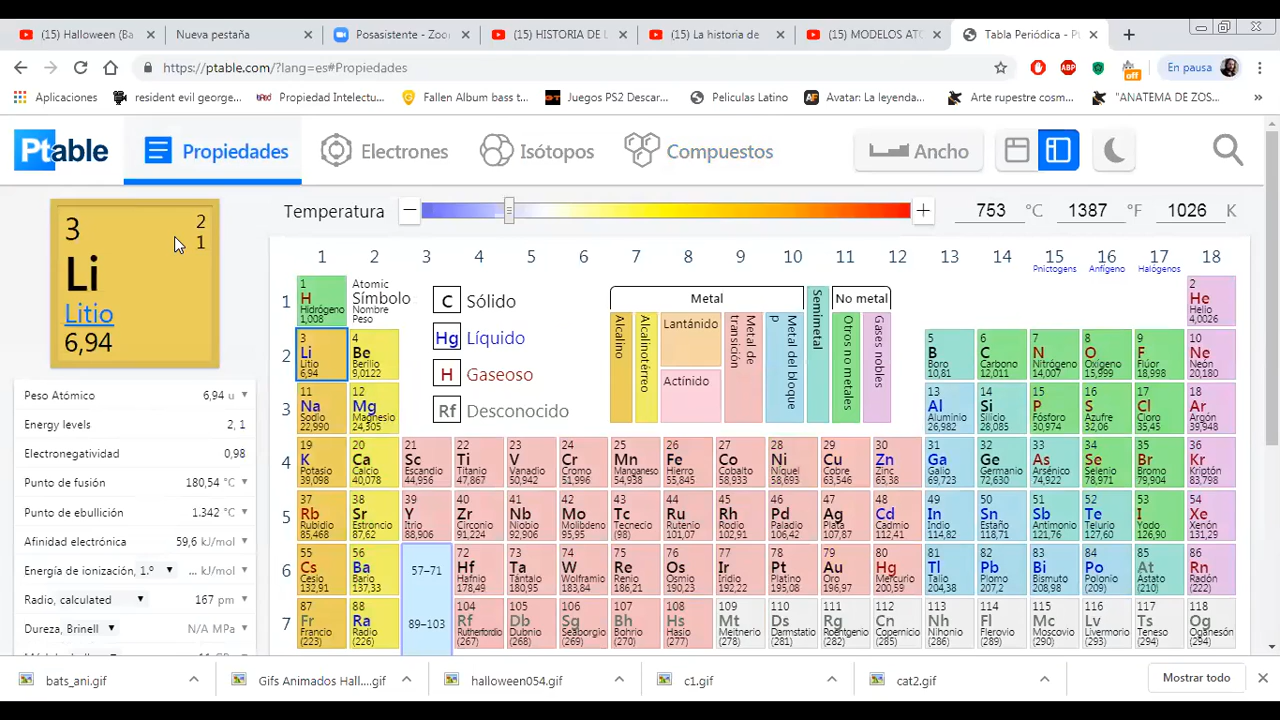 (15) Halloween (Ba
Nueva pestaña
Posasistente - Zoo
(15) HISTORIA DE L
(15) La historia de
(15) MODELOS ATÓ
Tabla Periódica - Pt
https://ptable.com/?lang=es#Propiedades
En pausa
Aplicaciones
resident evil george...
Propiedad Intelectu...
Fallen Album bass t...
Juegos PS2 Descar...
Peliculas Latino
Avatar: La leyenda...
Arte rupestre cosm...
"ANATEMA DE ZOS...
»
Ptable
Propiedades
Electrones
Isótopos
Compuestos
Ancho
Temperatura
753 °C
1387 °F
1026 K
3
2
1
Li
Litio
6,94
Peso Atómico 6,94 u
Energy levels 2, 1
Electronegatividad 0,98
Punto de fusión 180,54 °C
Punto de ebullición 1.342 °C
Afinidad electrónica 59,6 kJ/mol
Energía de ionización, 1.º ... kJ/mol
Radio, calculated 167 pm
Dureza, Brinell N/A MPa
1 2 3 4 5 6 7 8 9 10 11 12 13 14 15 16 17 18
Pnictogens Anfígeno Halógenos
Atomic
Símbolo
Nombre
Peso
C Sólido
Hg Líquido
H Gaseoso
Rf Desconocido
Metal
No metal
Alcalino
Alcalinotérreo
Lantánido
Actínido
Metal de transición
Metal del bloque p
Semimetal
Otros no metales
Gases nobles
1
1 H Hidrógeno 1,008
2 He Helio 4,0026
2
3 Li Litio 6,94
4 Be Berilio 9,0122
5 B Boro 10,81
6 C Carbono 12,011
7 N Nitrógeno 14,007
8 O Oxígeno 15,999
9 F Flúor 18,998
10 Ne Neón 20,180
3
11 Na Sodio 22,990
12 Mg Magnesio 24,305
13 Al Aluminio 26,982
14 Si Silicio 28,085
15 P Fósforo 30,974
16 S Azufre 32,06
17 Cl Cloro 35,45
18 Ar Argón 39,948
4
19 K Potasio 39,098
20 Ca Calcio 40,078
21 Sc Escandio 44,956
22 Ti Titanio 47,867
23 V Vanadio 50,942
24 Cr Cromo 51,996
25 Mn Manganeso 54,938
26 Fe Hierro 55,845
27 Co Cobalto 58,933
28 Ni Níquel 58,693
29 Cu Cobre 63,546
30 Zn Zinc 65,38
31 Ga Galio 69,723
32 Ge Germanio 72,630
33 As Arsénico 74,922
34 Se Selenio 78,971
35 Br Bromo 79,904
36 Kr Kriptón 83,798
5
37 Rb Rubidio 85,468
38 Sr Estroncio 87,62
39 Y Itrio 88,906
40 Zr Circonio 91,224
41 Nb Niobio 92,906
42 Mo Molibdeno 95,95
43 Tc Tecnecio (98)
44 Ru Rutenio 101,07
45 Rh Rodio 102,91
46 Pd Paladio 106,42
47 Ag Plata 107,87
48 Cd Cadmio 112,41
49 In Indio 114,82
50 Sn Estaño 118,71
51 Sb Antimonio 121,76
52 Te Telurio 127,60
53 I Yodo 126,90
54 Xe Xenón 131,29
6
55 Cs Cesio 132,91
56 Ba Bario 137,33
57–71
72 Hf Hafnio 178,49
73 Ta Tántalo 180,95
74 W Wolframio 183,84
75 Re Renio 186,21
76 Os Osmio 190,23
77 Ir Iridio 192,22
78 Pt Platino 195,08
79 Au Oro 196,97
80 Hg Mercurio 200,59
81 Tl Talio 204,38
82 Pb Plomo 207,2
83 Bi Bismuto 208,98
84 Po Polonio (209)
85 At Astato (210)
86 Rn Radón (222)
7
87 Fr Francio (223)
88 Ra Radio (226)
89–103
104 Rf Rutherfordio (267)
105 Db Dubnio (268)
106 Sg Seaborgio (269)
107 Bh Bohrio (270)
108 Hs Hasio (277)
109 Mt Meitnerio (278)
110 Ds Darmstatio (281)
111 Rg Roentgenio (282)
112 Cn Copernicio (285)
113 Nh Nihonio (286)
114 Fl Flerovio (289)
115 Mc Moscovio (290)
116 Lv Livermorio (293)
117 Ts Teneso (294)
118 Og Oganesón (294)
bats_ani.gif
Gifs Animados Hall....gif
halloween054.gif
c1.gif
cat2.gif
Mostrar todo
off
ABP